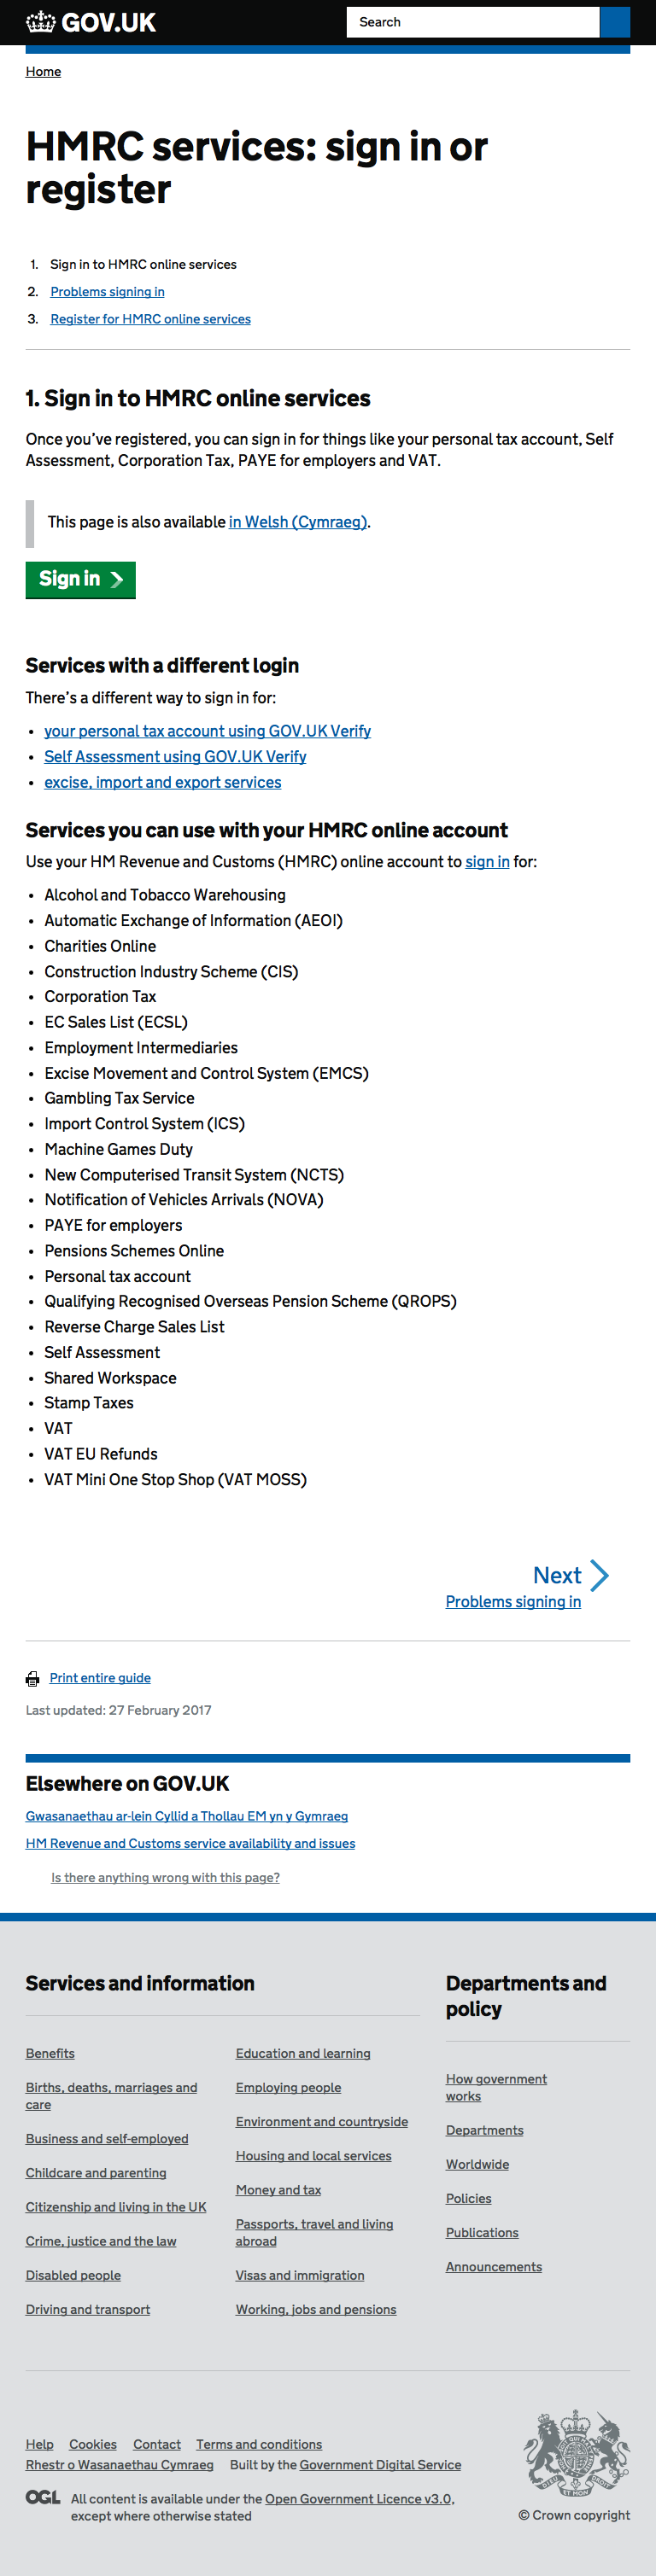 GOV.UK
Search
Home
HMRC services: sign in or
register
1. Sign in to HMRC online services
2. Problems signing in
3. Register for HMRC online services
1. Sign in to HMRC online services
Once you’ve registered, you can sign in for things like your personal tax account, Self
Assessment, Corporation Tax, PAYE for employers and VAT.
This page is also available in Welsh (Cymraeg).
Sign in
Services with a different login
There’s a different way to sign in for:
• your personal tax account using GOV.UK Verify
• Self Assessment using GOV.UK Verify
• excise, import and export services
Services you can use with your HMRC online account
Use your HM Revenue and Customs (HMRC) online account to sign in for:
• Alcohol and Tobacco Warehousing
• Automatic Exchange of Information (AEOI)
• Charities Online
• Construction Industry Scheme (CIS)
• Corporation Tax
• EC Sales List (ECSL)
• Employment Intermediaries
• Excise Movement and Control System (EMCS)
• Gambling Tax Service
• Import Control System (ICS)
• Machine Games Duty
• New Computerised Transit System (NCTS)
• Notification of Vehicles Arrivals (NOVA)
• PAYE for employers
• Pensions Schemes Online
• Personal tax account
• Qualifying Recognised Overseas Pension Scheme (QROPS)
• Reverse Charge Sales List
• Self Assessment
• Shared Workspace
• Stamp Taxes
• VAT
• VAT EU Refunds
• VAT Mini One Stop Shop (VAT MOSS)
Next
Problems signing in
Print entire guide
Last updated: 27 February 2017
Elsewhere on GOV.UK
Gwasanaethau ar-lein Cyllid a Thollau EM yn y Gymraeg
HM Revenue and Customs service availability and issues
Is there anything wrong with this page?
Services and information
Benefits
Births, deaths, marriages and
care
Business and self-employed
Childcare and parenting
Citizenship and living in the UK
Crime, justice and the law
Disabled people
Driving and transport
Education and learning
Employing people
Environment and countryside
Housing and local services
Money and tax
Passports, travel and living
abroad
Visas and immigration
Working, jobs and pensions
Departments and
policy
How government
works
Departments
Worldwide
Policies
Publications
Announcements
Help Cookies Contact Terms and conditions
Rhestr o Wasanaethau Cymraeg Built by the Government Digital Service
OGL All content is available under the Open Government Licence v3.0,
except where otherwise stated
© Crown copyright